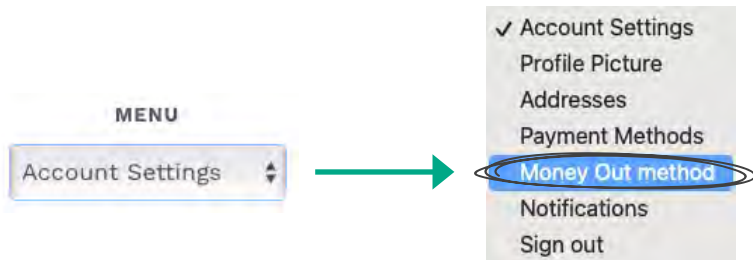 MENU
Account Settings
✓ Account Settings
Profile Picture
Addresses
Payment Methods
Money Out method
Notifications
Sign out